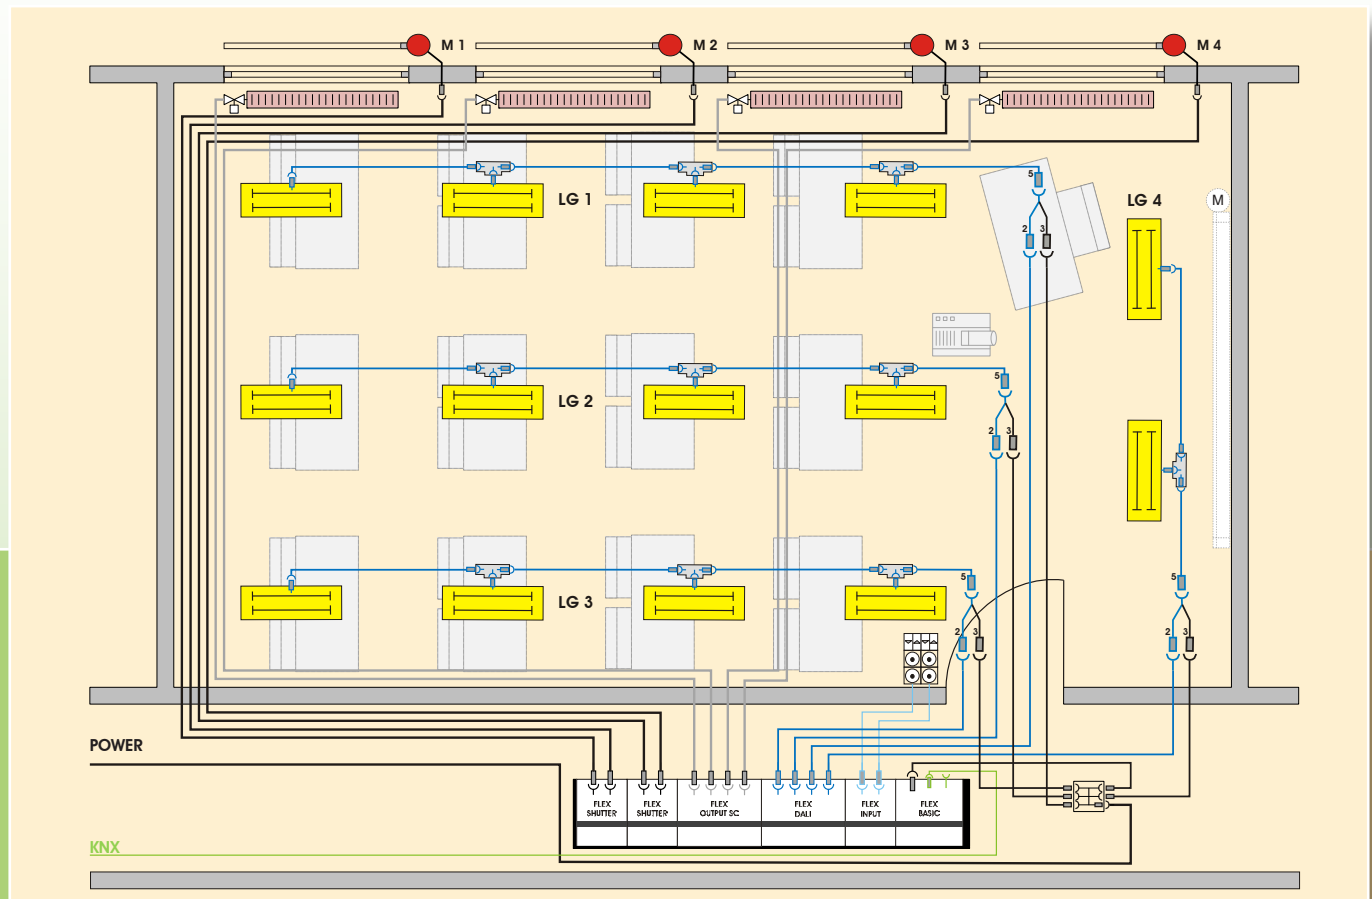 M 1
M 2
M 3
M 4
5
LG 1
LG 4
M
2
3
5
LG 2
2
3
5
5
LG 3
2
3
2
3
POWER
FLEX
SHUTTER
FLEX
SHUTTER
FLEX
OUTPUT SC
FLEX
DALI
FLEX
INPUT
FLEX
BASIC
KNX